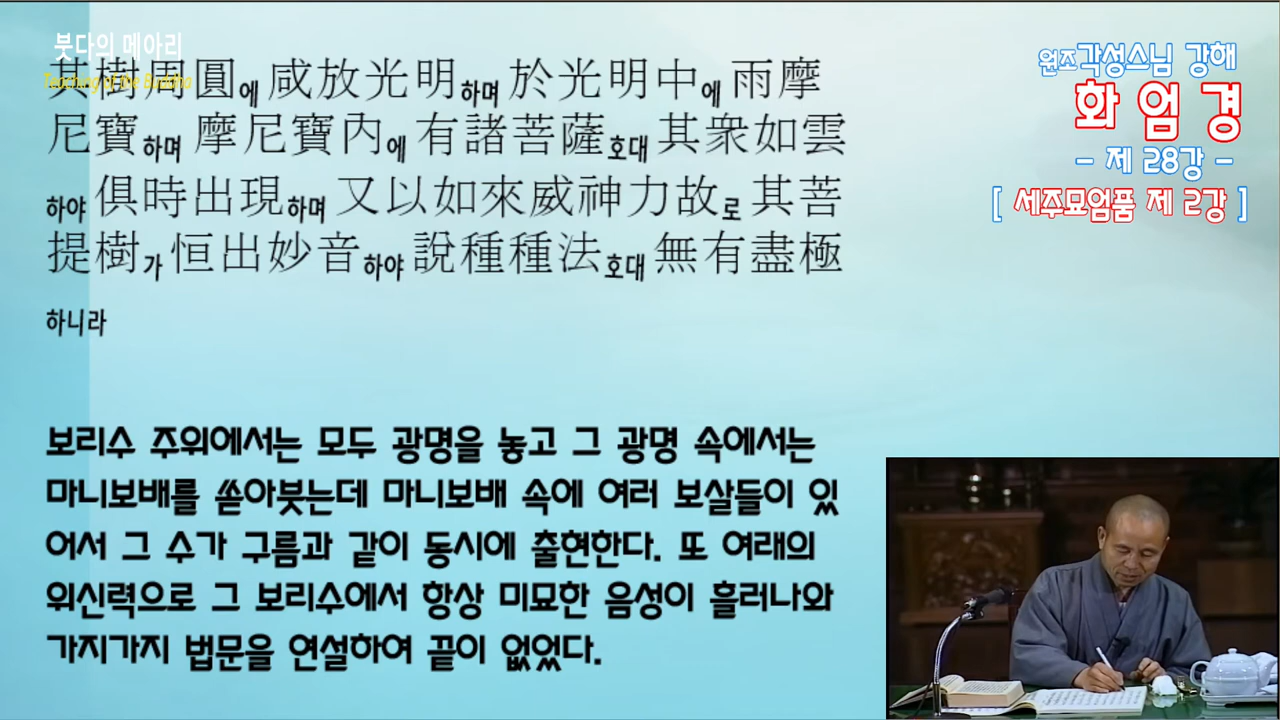 붓다의 메아리
Teaching of the Buddha
其樹周圓에 咸放光明하며 於光明中에 雨摩
尼寶하며 摩尼寶內에 有諸菩薩호대 其衆如雲
하야 俱時出現하며 又以如來威神力故로 其菩
提樹가 恒出妙音하야 說種種法호대 無有盡極
하니라
보리수 주위에서는 모두 광명을 놓고 그 광명 속에서는
마니보배를 쏟아붓는데 마니보배 속에 여러 보살들이 있
어서 그 수가 구름과 같이 동시에 출현한다. 또 여래의
위신력으로 그 보리수에서 항상 미묘한 음성이 흘러나와
가지가지 법문을 연설하여 끝이 없었다.
원조각성스님 강해
화엄경
- 제 28강 -
[ 세주묘엄품 제 2강 ]